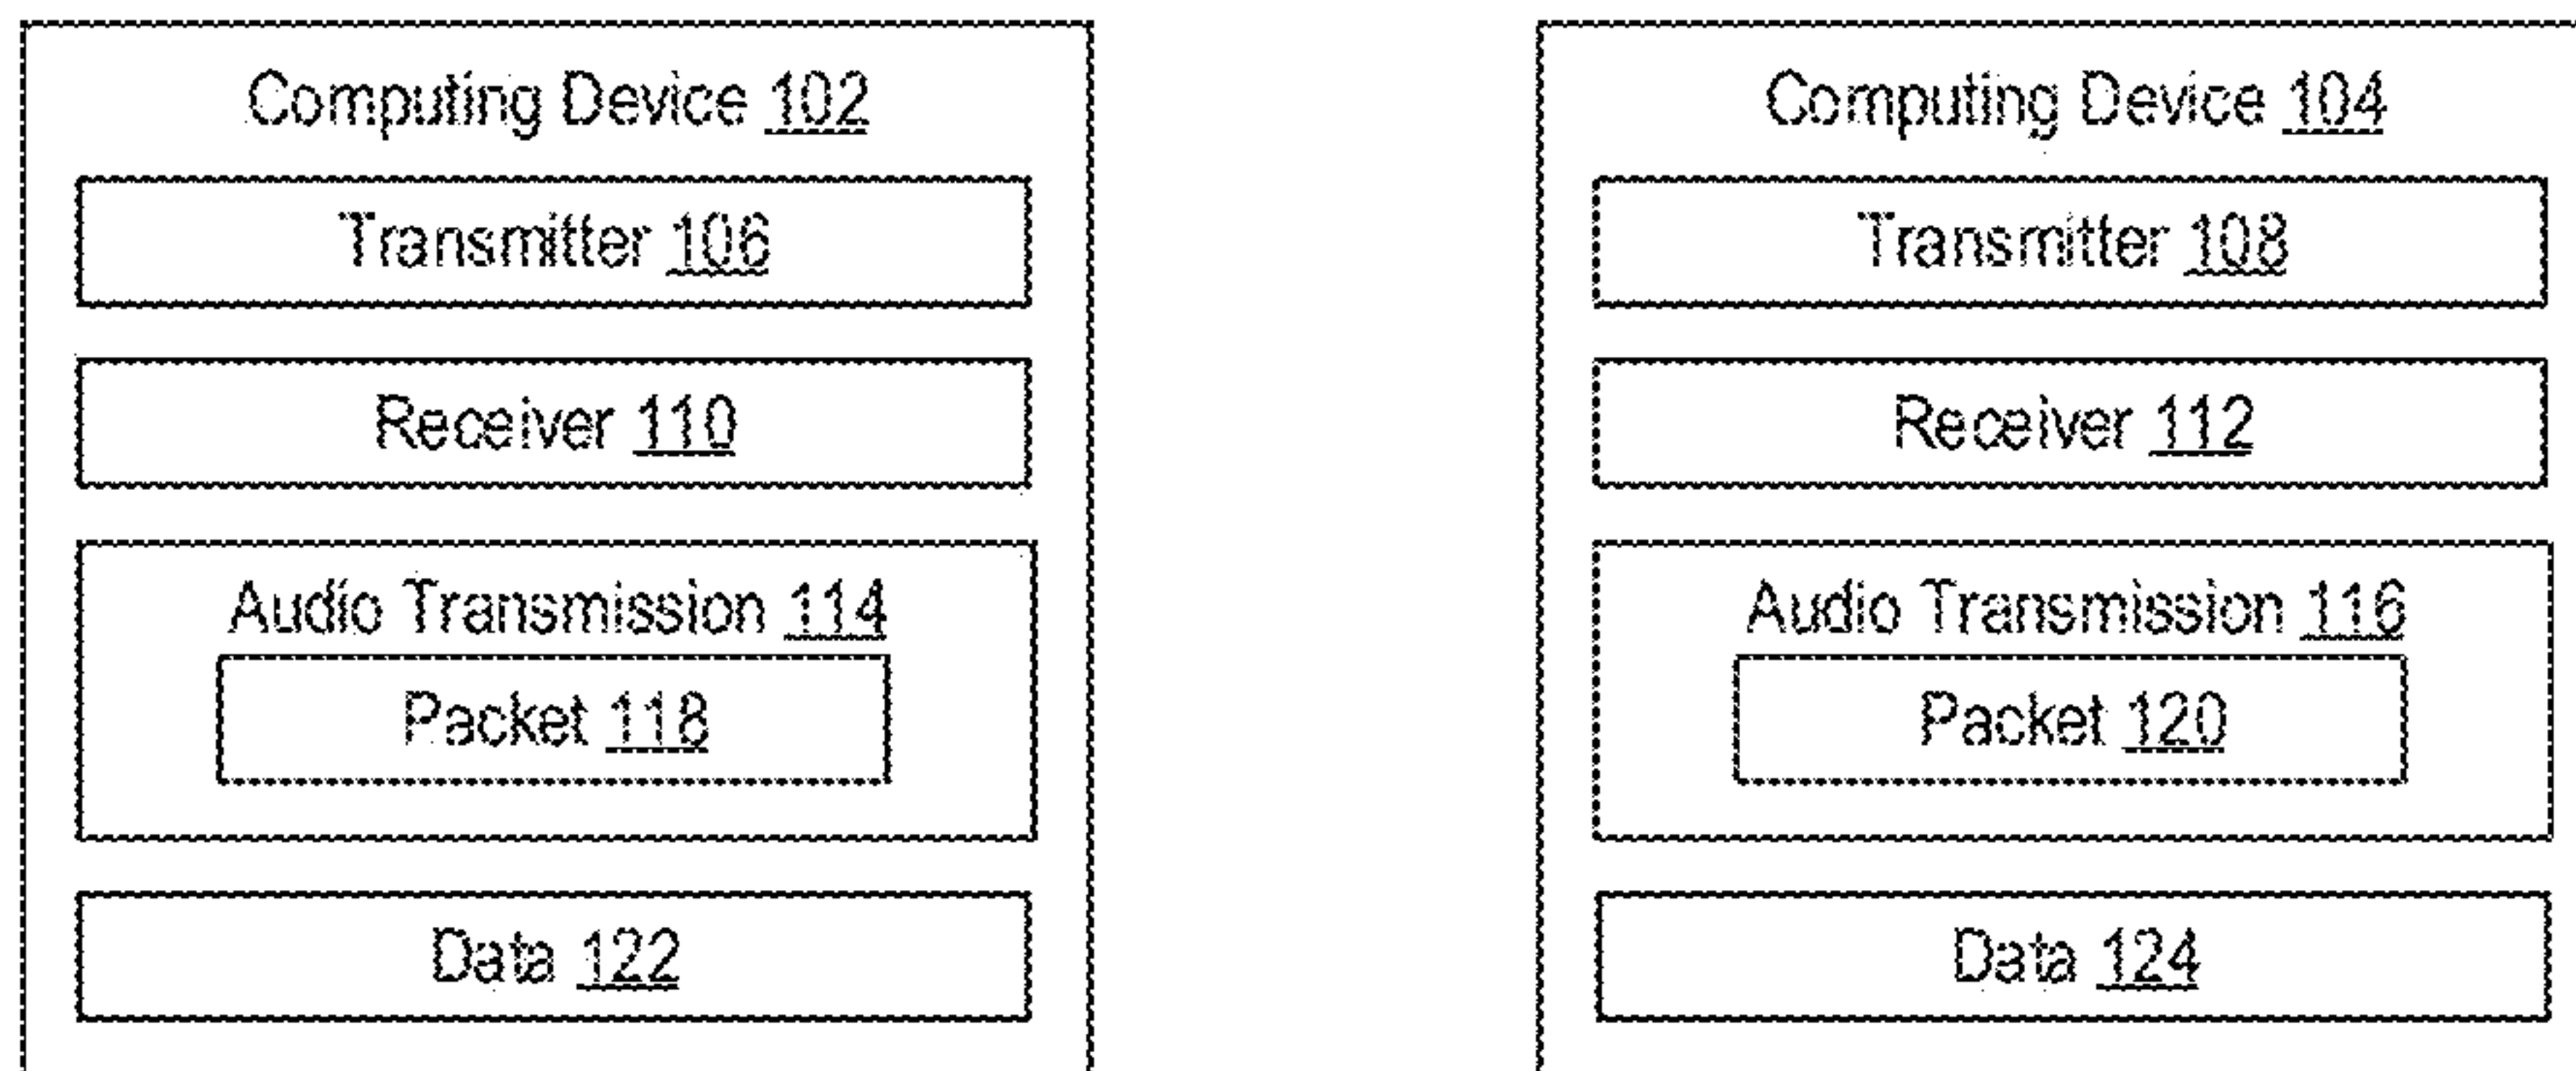 Computing Device 102
Transmitter 106
Receiver 110
Audio Transmission 114
Packet 118
Data 122
Computing Device 104
Transmitter 108
Receiver 112
Audio Transmission 116
Packet 120
Data 124